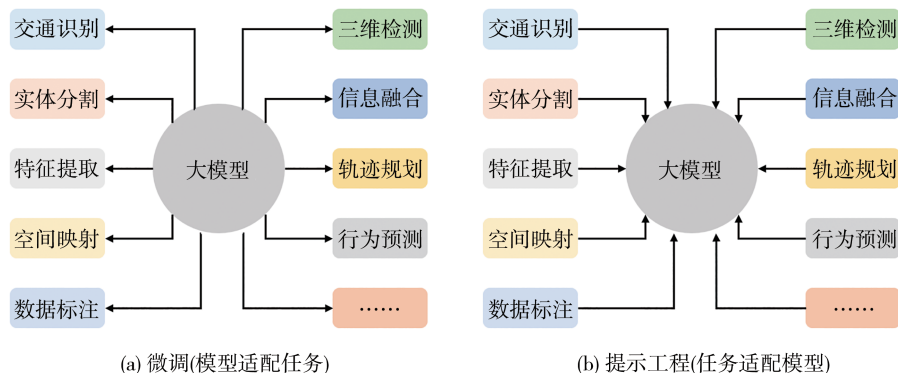 交通识别
实体分割
特征提取
空间映射
数据标注
大模型
三维检测
信息融合
轨迹规划
行为预测
……
(a) 微调(模型适配任务)
交通识别
实体分割
特征提取
空间映射
数据标注
大模型
三维检测
信息融合
轨迹规划
行为预测
……
(b) 提示工程(任务适配模型)